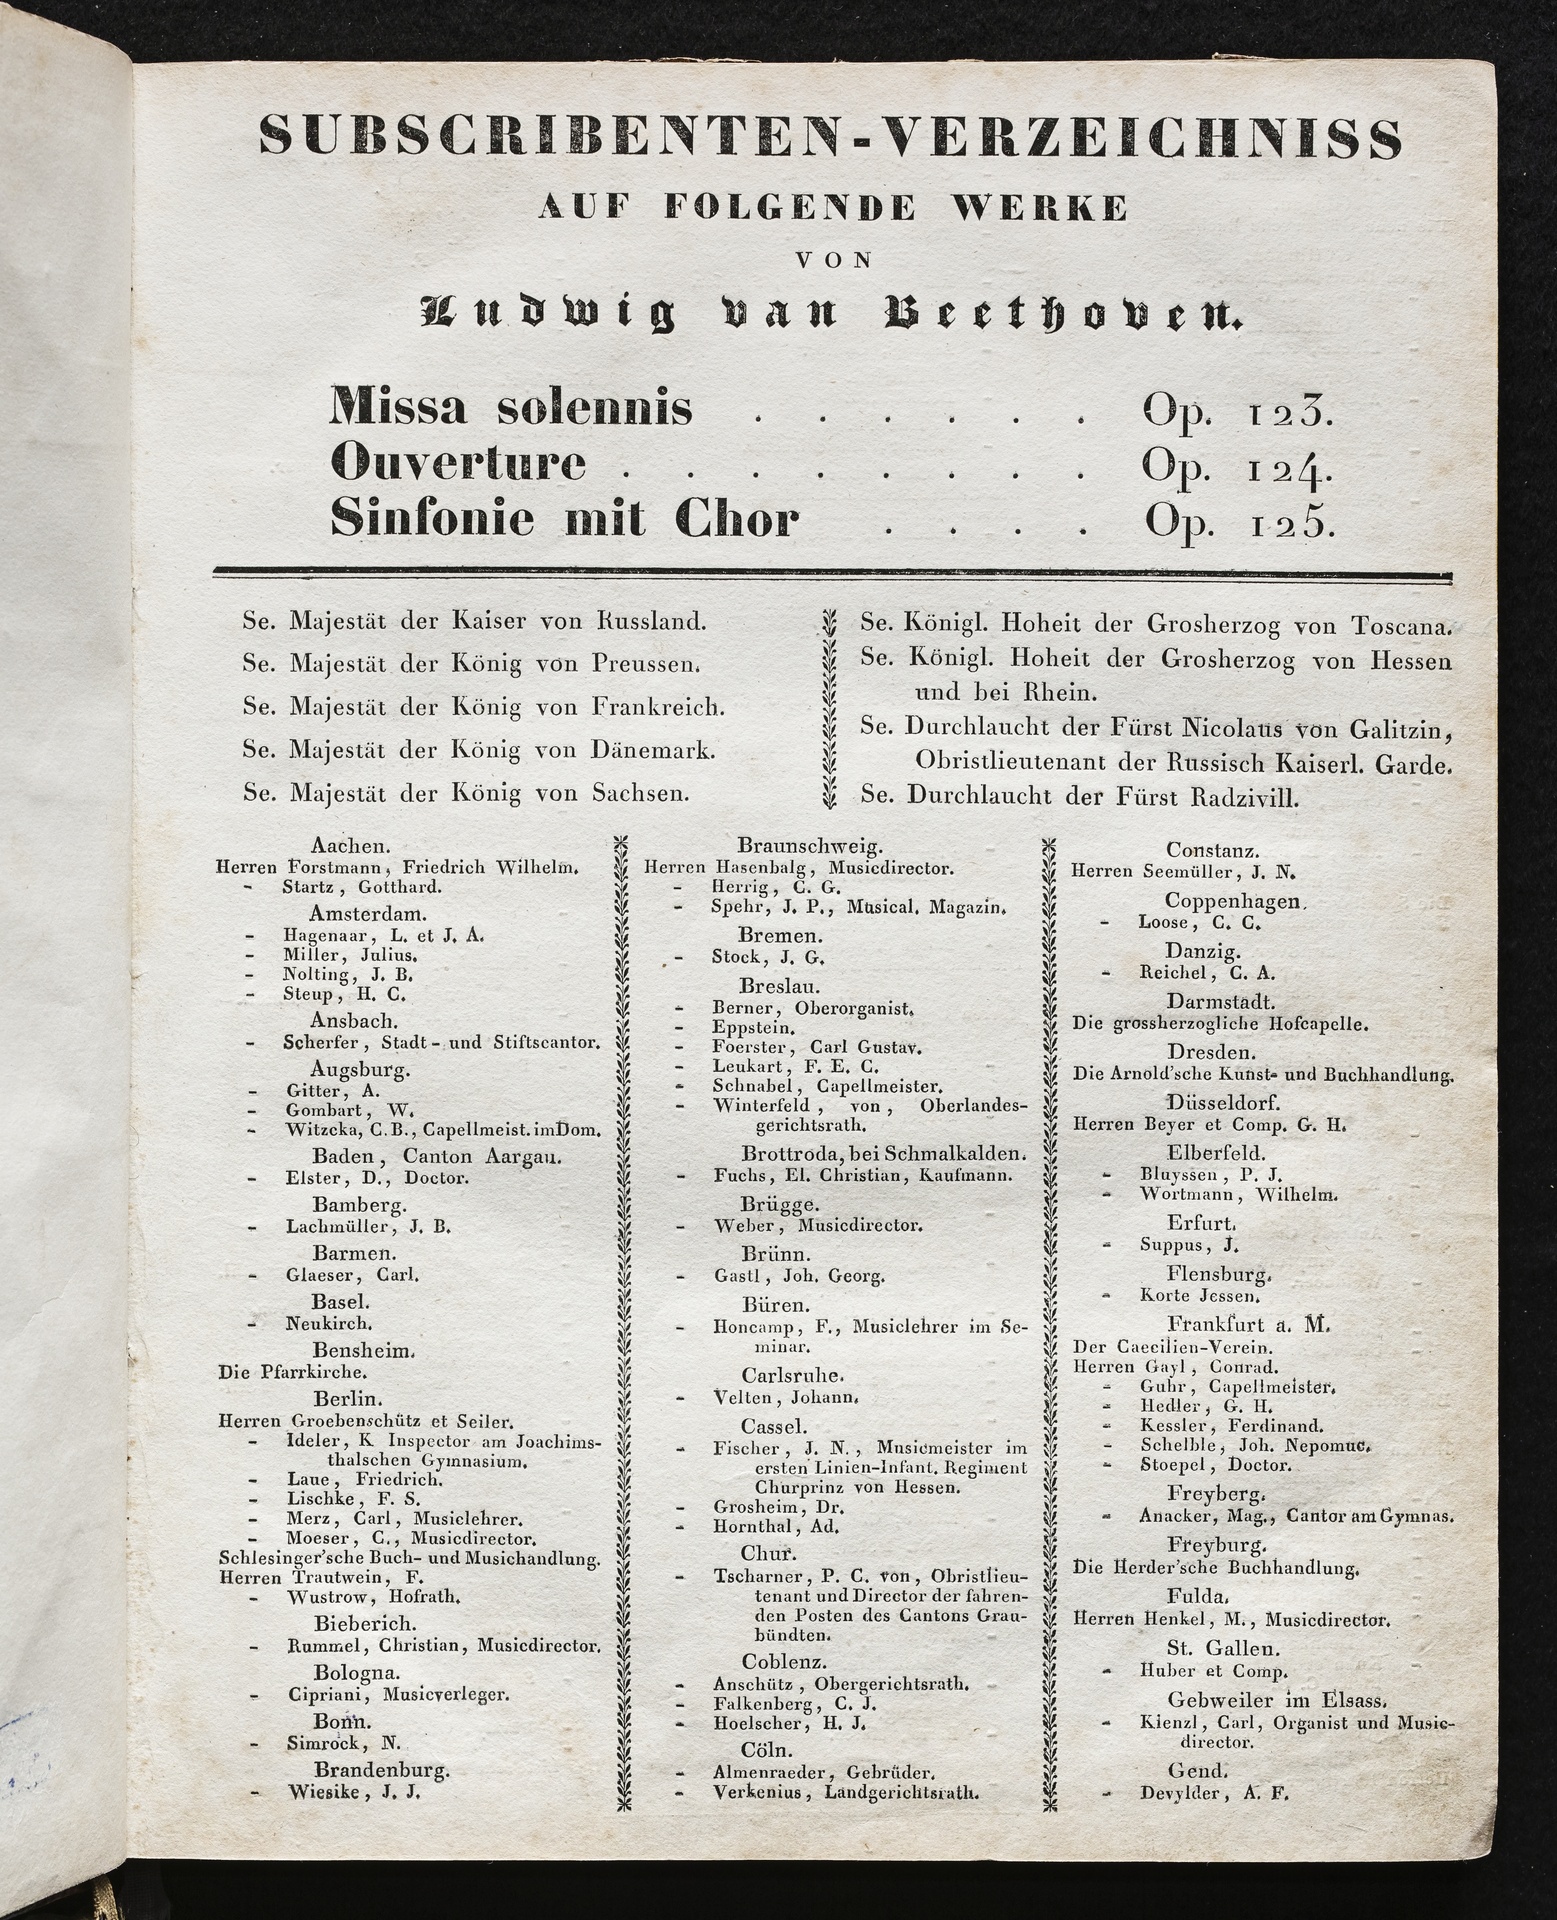 SUBSCRIBENTEN-VERZEICHNISS
AUF FOLGENDE WERKE
VON
Ludwig van Beethoven.
Missa solennis . . . . . . Op. 123.
Ouverture . . . . . . . . Op. 124.
Sinfonie mit Chor . . . . Op. 125.
Se. Majestät der Kaiser von Russland.
Se. Majestät der König von Preussen.
Se. Majestät der König von Frankreich.
Se. Majestät der König von Dänemark.
Se. Majestät der König von Sachsen.
Se. Königl. Hoheit der Grosherzog von Toscana.
Se. Königl. Hoheit der Grosherzog von Hessen
und bei Rhein.
Se. Durchlaucht der Fürst Nicolaus von Galitzin,
Obristlieutenant der Russisch Kaiserl. Garde.
Se. Durchlaucht der Fürst Radzivill.
Aachen.
Herren Forstmann, Friedrich Wilhelm.
- Startz, Gotthard.
Amsterdam.
- Hagenaar, L. et J. A.
- Miller, Julius.
- Nolting, J. B.
- Steup, H. C.
Ansbach.
- Scherfer, Stadt- und Stiftscantor.
Augsburg.
- Gitter, A.
- Gombart, W.
- Witzcka, C.B., Capellmeist. im Dom.
Baden, Canton Aargau.
- Elster, D., Doctor.
Bamberg.
- Lachmüller, J. B.
Barmen.
- Glaeser, Carl.
Basel.
- Neukirch.
Bensheim.
Die Pfarrkirche.
Berlin.
Herren Groebenschütz et Seiler.
- Ideler, K Inspector am Joachims-
thalschen Gymnasium.
- Laue, Friedrich.
- Lischke, F. S.
- Merz, Carl, Musiclehrer.
- Moeser, C., Musicdirector.
Schlesinger'sche Buch- und Musichandlung.
Herren Trautwein, F.
- Wustrow, Hofrath.
Bieberich.
- Rummel, Christian, Musicdirector.
Bologna.
- Cipriani, Musicverleger.
Bonn.
- Simrock, N.
Brandenburg.
- Wiesike, J. J.
Braunschweig.
Herren Hasenbalg, Musicdirector.
- Herrig, C. G.
- Spehr, J. P., Musical. Magazin.
Bremen.
- Stock, J. G.
Breslau.
- Berner, Oberorganist.
- Eppstein.
- Foerster, Carl Gustav.
- Leukart, F. E. C.
- Schnabel, Capellmeister.
- Winterfeld, von, Oberlandes-
gerichtsrath.
Brottroda, bei Schmalkalden.
- Fuchs, El. Christian, Kaufmann.
Brügge.
- Weber, Musicdirector.
Brünn.
- Gastl, Joh. Georg.
Büren.
- Honcamp, F., Musiclehrer im Se-
minar.
Carlsruhe.
- Velten, Johann.
Cassel.
- Fischer, J. N., Musicmeister im
ersten Linien-Infant. Regiment
Churprinz von Hessen.
- Grosheim, Dr.
- Hornthal, Ad.
Chur.
- Tscharner, P. C. von, Obristlieu-
tenant und Director der fahren-
den Posten des Cantons Grau-
bündten.
Coblenz.
- Anschütz, Obergerichtsrath.
- Falkenberg, C. J.
- Hoelscher, H. J.
Cöln.
- Almenraeder, Gebrüder.
- Verkenius, Landgerichtsrath.
Constanz.
Herren Seemüller, J. N.
Coppenhagen.
- Loose, C. C.
Danzig.
- Reichel, C. A.
Darmstadt.
Die grossherzogliche Hofcapelle.
Dresden.
Die Arnold'sche Kunst- und Buchhandlung.
Düsseldorf.
Herren Beyer et Comp. G. H.
Elberfeld.
- Bluyssen, P. J.
- Wortmann, Wilhelm.
Erfurt.
- Suppus, J.
Flensburg.
- Korte Jessen.
Frankfurt a. M.
Der Caecilien-Verein.
Herren Gayl, Conrad.
- Guhr, Capellmeister.
- Hedler, G. H.
- Kessler, Ferdinand.
- Schelble, Joh. Nepomuc.
- Stoepel, Doctor.
Freyberg.
- Anacker, Mag., Cantor am Gymnas.
Freyburg.
Die Herder'sche Buchhandlung.
Fulda.
Herren Henkel, M., Musicdirector.
St. Gallen.
- Huber et Comp.
Gebweiler im Elsass.
- Kienzl, Carl, Organist und Music-
director.
Gend.
- Devylder, A. F.